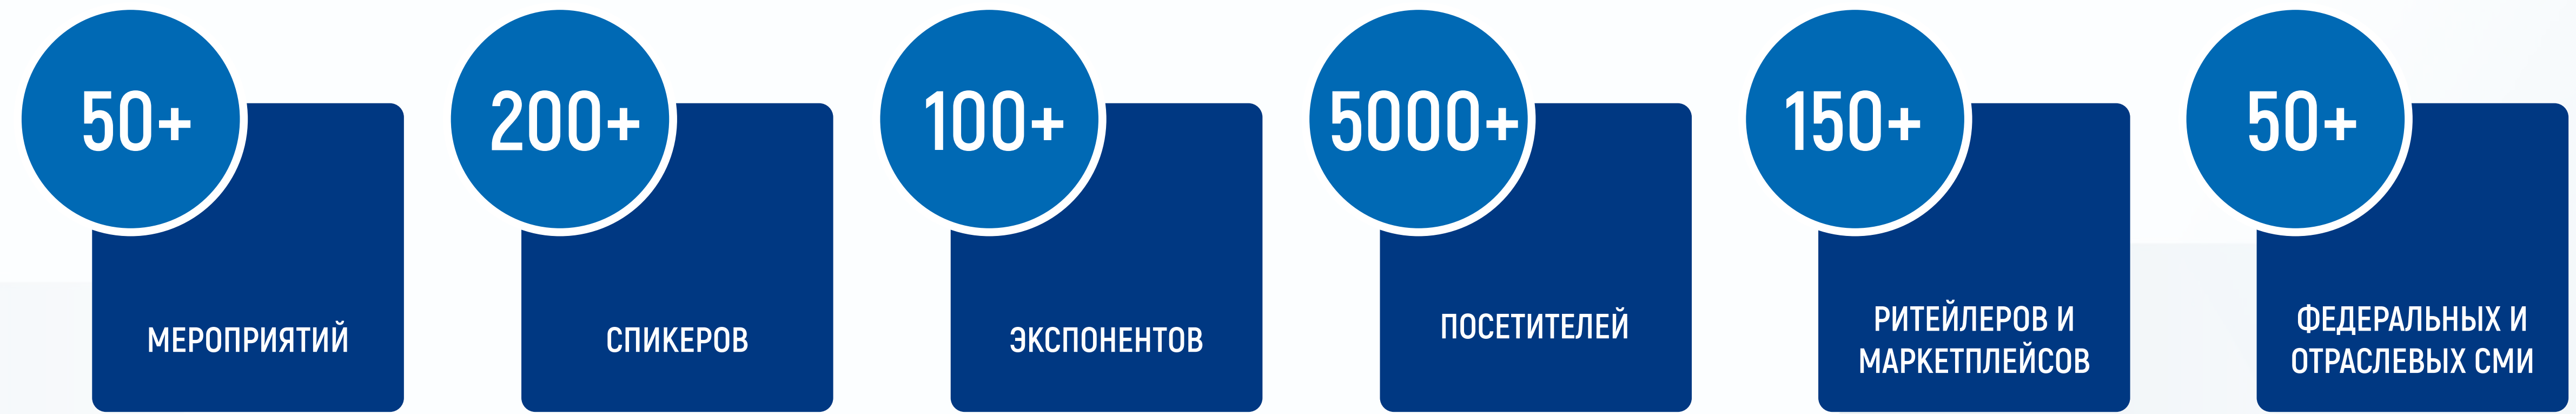 50+
МЕРОПРИЯТИЙ
200+
СПИКЕРОВ
100+
ЭКСПОНЕНТОВ
5000+
ПОСЕТИТЕЛЕЙ
150+
РИТЕЙЛЕРОВ И
МАРКЕТПЛЕЙСОВ
50+
ФЕДЕРАЛЬНЫХ И
ОТРАСЛЕВЫХ СМИ